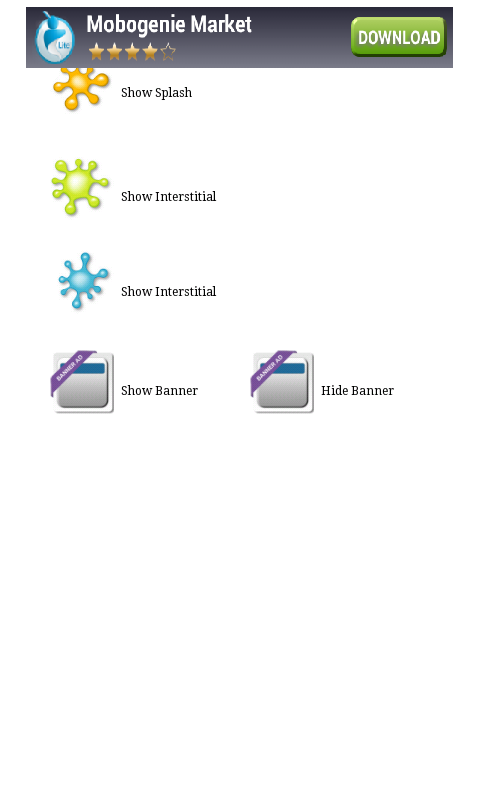 Mobogenie Market
Lite
DOWNLOAD
Show Splash
Show Interstitial
Show Interstitial
BANNER AD
Show Banner
BANNER AD
Hide Banner